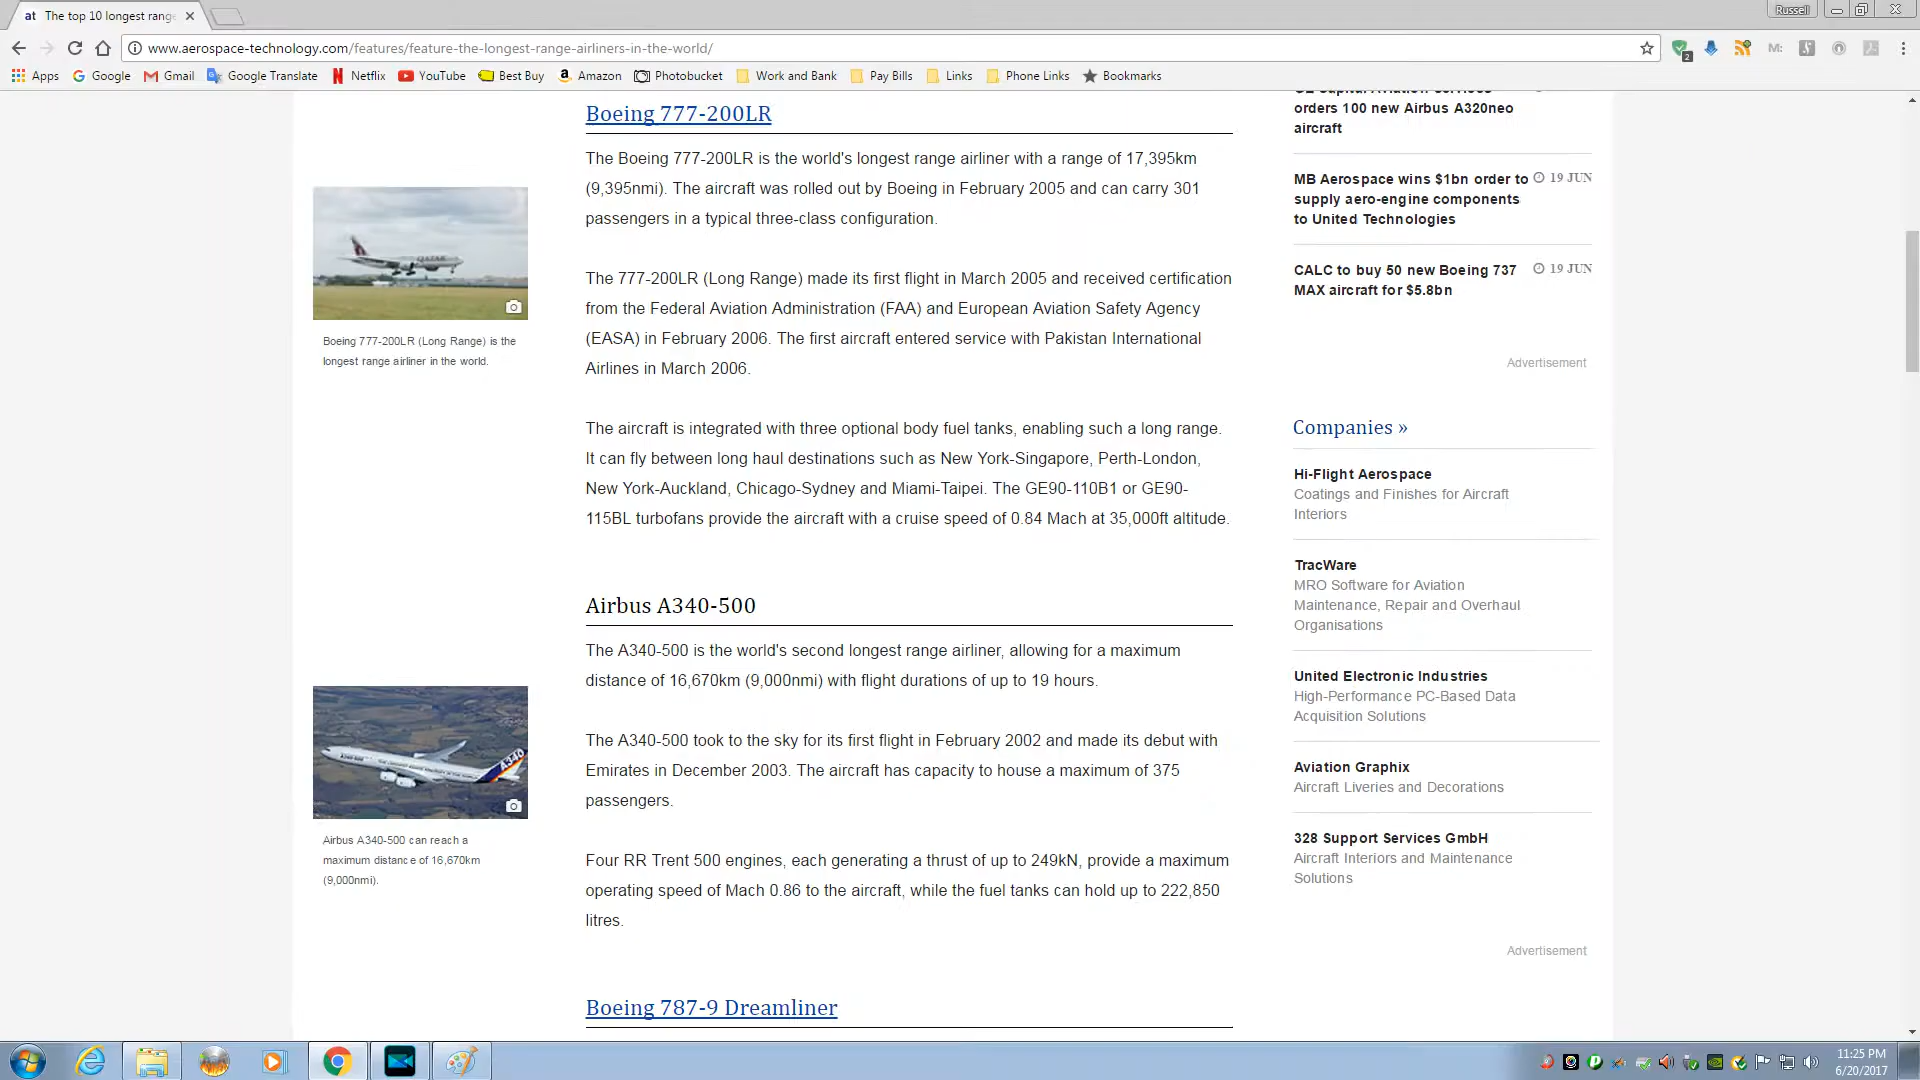 at The top 10 longest rang
Russell
www.aerospace-technology.com/features/feature-the-longest-range-airliners-in-the-world/
2
M:
Apps Google Gmail Google Translate Netflix YouTube Best Buy Amazon Photobucket Work and Bank Pay Bills Links Phone Links Bookmarks
Boeing 777-200LR
The Boeing 777-200LR is the world's longest range airliner with a range of 17,395km
(9,395nmi). The aircraft was rolled out by Boeing in February 2005 and can carry 301
passengers in a typical three-class configuration.
QATAR
Boeing 777-200LR (Long Range) is the
longest range airliner in the world.
The 777-200LR (Long Range) made its first flight in March 2005 and received certification
from the Federal Aviation Administration (FAA) and European Aviation Safety Agency
(EASA) in February 2006. The first aircraft entered service with Pakistan International
Airlines in March 2006.
The aircraft is integrated with three optional body fuel tanks, enabling such a long range.
It can fly between long haul destinations such as New York-Singapore, Perth-London,
New York-Auckland, Chicago-Sydney and Miami-Taipei. The GE90-110B1 or GE90-
115BL turbofans provide the aircraft with a cruise speed of 0.84 Mach at 35,000ft altitude.
Airbus A340-500
The A340-500 is the world's second longest range airliner, allowing for a maximum
distance of 16,670km (9,000nmi) with flight durations of up to 19 hours.
A340
Airbus A340-500 can reach a
maximum distance of 16,670km
(9,000nmi).
The A340-500 took to the sky for its first flight in February 2002 and made its debut with
Emirates in December 2003. The aircraft has capacity to house a maximum of 375
passengers.
Four RR Trent 500 engines, each generating a thrust of up to 249kN, provide a maximum
operating speed of Mach 0.86 to the aircraft, while the fuel tanks can hold up to 222,850
litres.
Boeing 787-9 Dreamliner
GE Capital Aviation Services
orders 100 new Airbus A320neo
aircraft
MB Aerospace wins $1bn order to 19 JUN
supply aero-engine components
to United Technologies
CALC to buy 50 new Boeing 737 19 JUN
MAX aircraft for $5.8bn
Advertisement
Companies »
Hi-Flight Aerospace
Coatings and Finishes for Aircraft
Interiors
TracWare
MRO Software for Aviation
Maintenance, Repair and Overhaul
Organisations
United Electronic Industries
High-Performance PC-Based Data
Acquisition Solutions
Aviation Graphix
Aircraft Liveries and Decorations
328 Support Services GmbH
Aircraft Interiors and Maintenance
Solutions
Advertisement
11:25 PM
6/20/2017